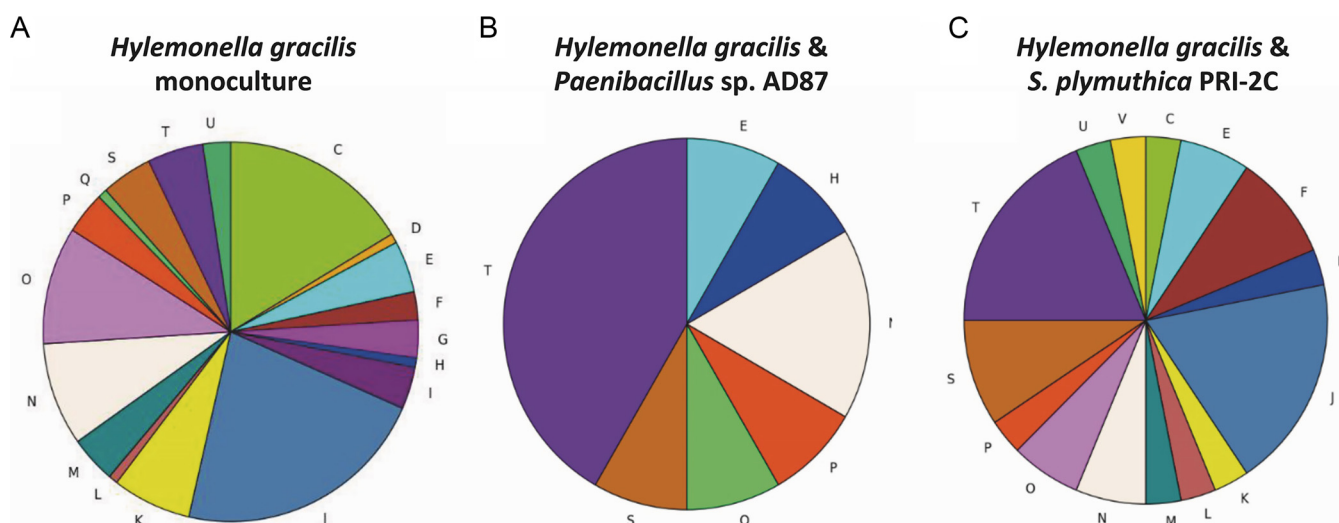 A
Hylemonella gracilis
monoculture
B
Hylemonella gracilis &
Paenibacillus sp. AD87
C
Hylemonella gracilis &
S. plymuthica PRI-2C
U
T
S
Q
P
O
N
M
L
K
C
D
E
F
G
H
I
E
H
P
S
T
U
V
C
E
F
J
K
L
M
N
O
P
S
T